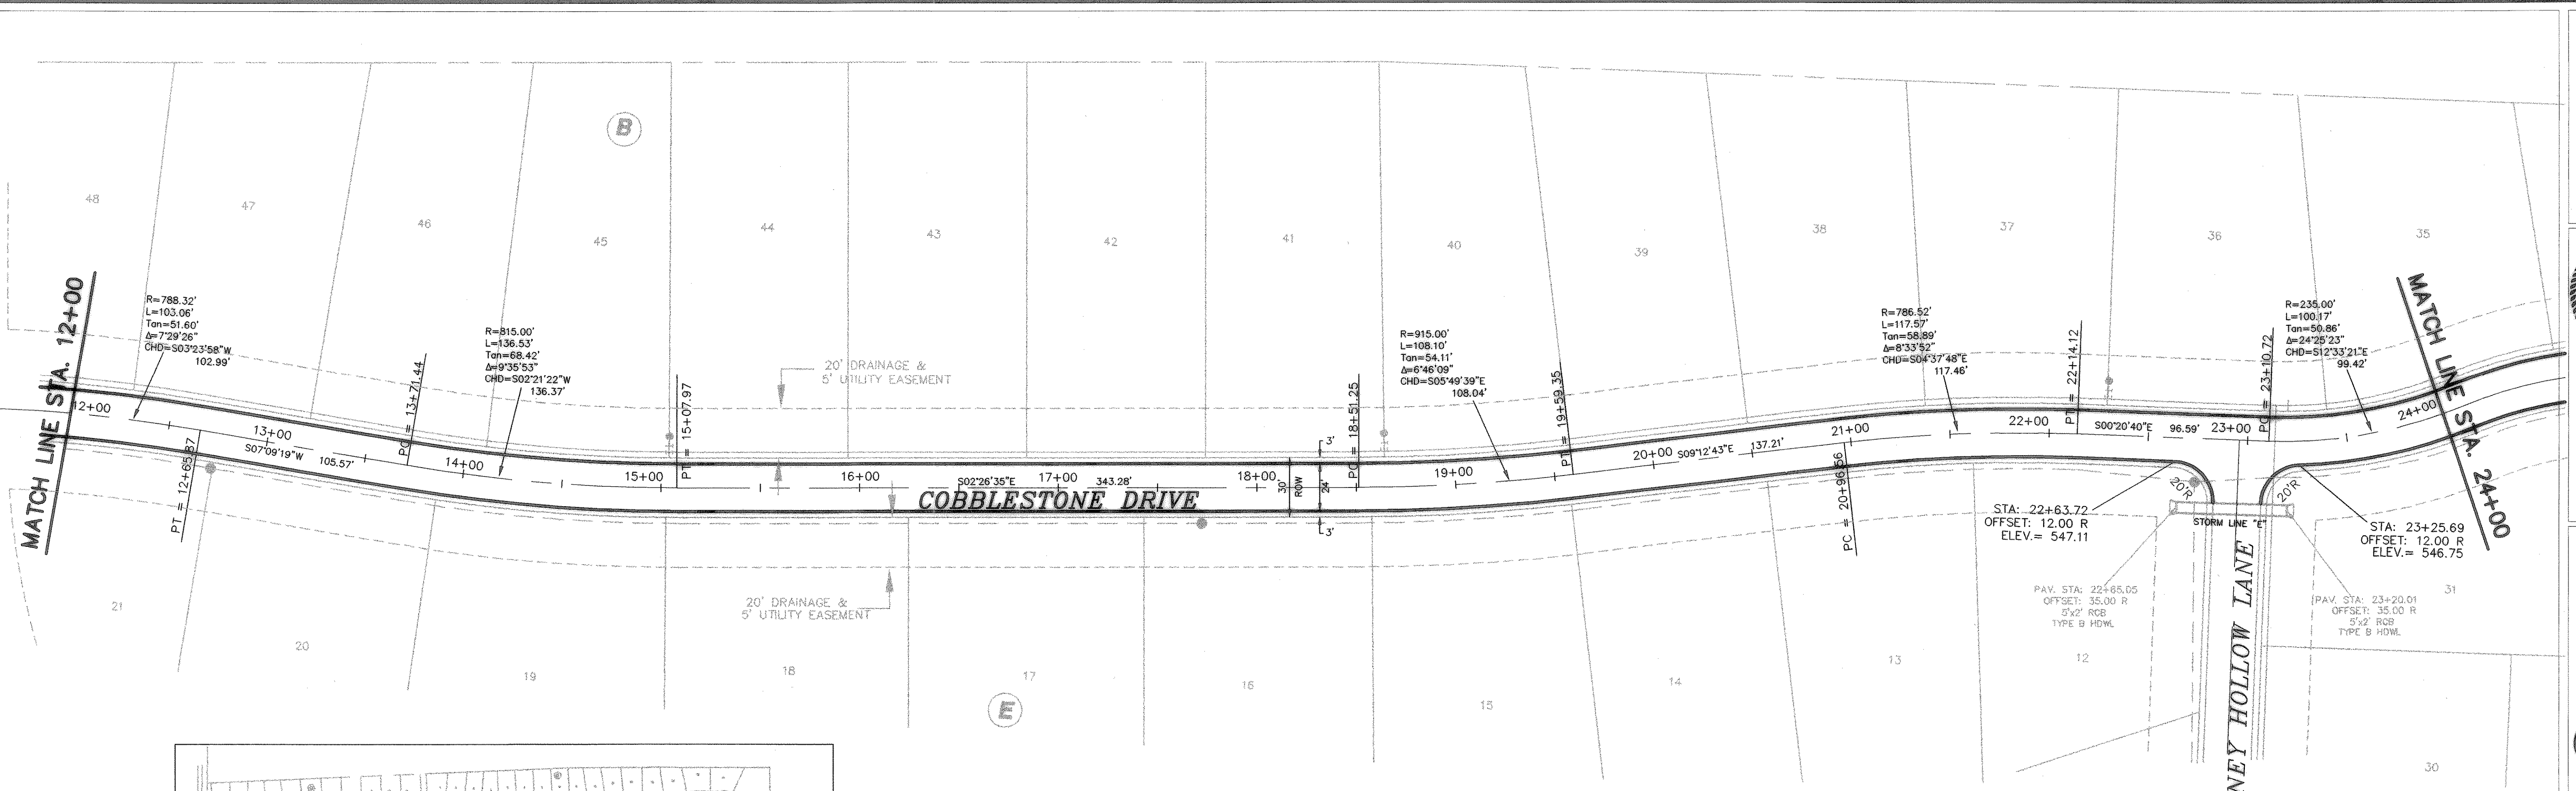 B
48
47
46
45
44
43
42
41
40
39
38
37
36
35
MATCH LINE STA. 12+00
R=788.32'
L=103.06'
Tan=51.60'
Δ=7°29'26"
CHD=S03°23'58"W
102.99'
12+00
PT = 12+65.87
13+00
S07°09'19"W 105.57'
PC = 13+71.44
14+00
R=815.00'
L=136.53'
Tan=68.42'
Δ=9°35'53"
CHD=S02°21'22"W
136.37'
15+00
PT = 15+07.97
20' DRAINAGE &
5' UTILITY EASEMENT
16+00
S02°26'35"E 343.28'
17+00
18+00
COBBLESTONE DRIVE
3'
30'
ROW
24'
3'
PC = 18+51.25
R=915.00'
L=108.10'
Tan=54.11'
Δ=6°46'09"
CHD=S05°49'39"E
108.04'
19+00
PT = 19+59.35
20+00
S09°12'43"E 137.21'
PC = 20+96.56
21+00
R=786.52'
L=117.57'
Tan=58.89'
Δ=8°33'52"
CHD=S04°37'48"E
117.46'
22+00
PT = 22+14.12
S00°20'40"E 96.59'
23+00
PC = 23+10.72
R=235.00'
L=100.17'
Tan=50.86'
Δ=24°25'23"
CHD=S12°33'21"E
99.42'
24+00
MATCH LINE STA. 24+00
20'R
20'R
STA: 22+63.72
OFFSET: 12.00 R
ELEV.= 547.11
STORM LINE "E"
STA: 23+25.69
OFFSET: 12.00 R
ELEV.= 546.75
PAV. STA: 22+65.05
OFFSET: 35.00 R
5'x2' RCB
TYPE B HDWL
PAV. STA: 23+20.01
OFFSET: 35.00 R
5'x2' RCB
TYPE B HDWL
NEY HOLLOW LANE
20' DRAINAGE &
5' UTILITY EASEMENT
21
20
19
18
17
16
15
14
13
12
31
30
E